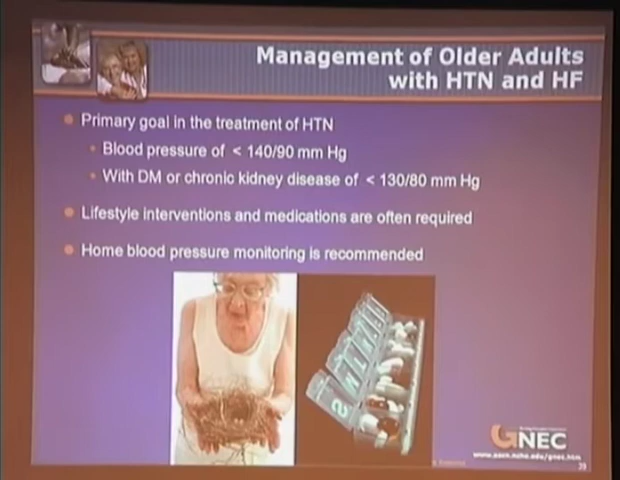 Management of Older Adults
with HTN and HF
Primary goal in the treatment of HTN
Blood pressure of < 140/90 mm Hg
With DM or chronic kidney disease of < 130/80 mm Hg
Lifestyle interventions and medications are often required
Home blood pressure monitoring is recommended
S M T W T F S
GNEC
39